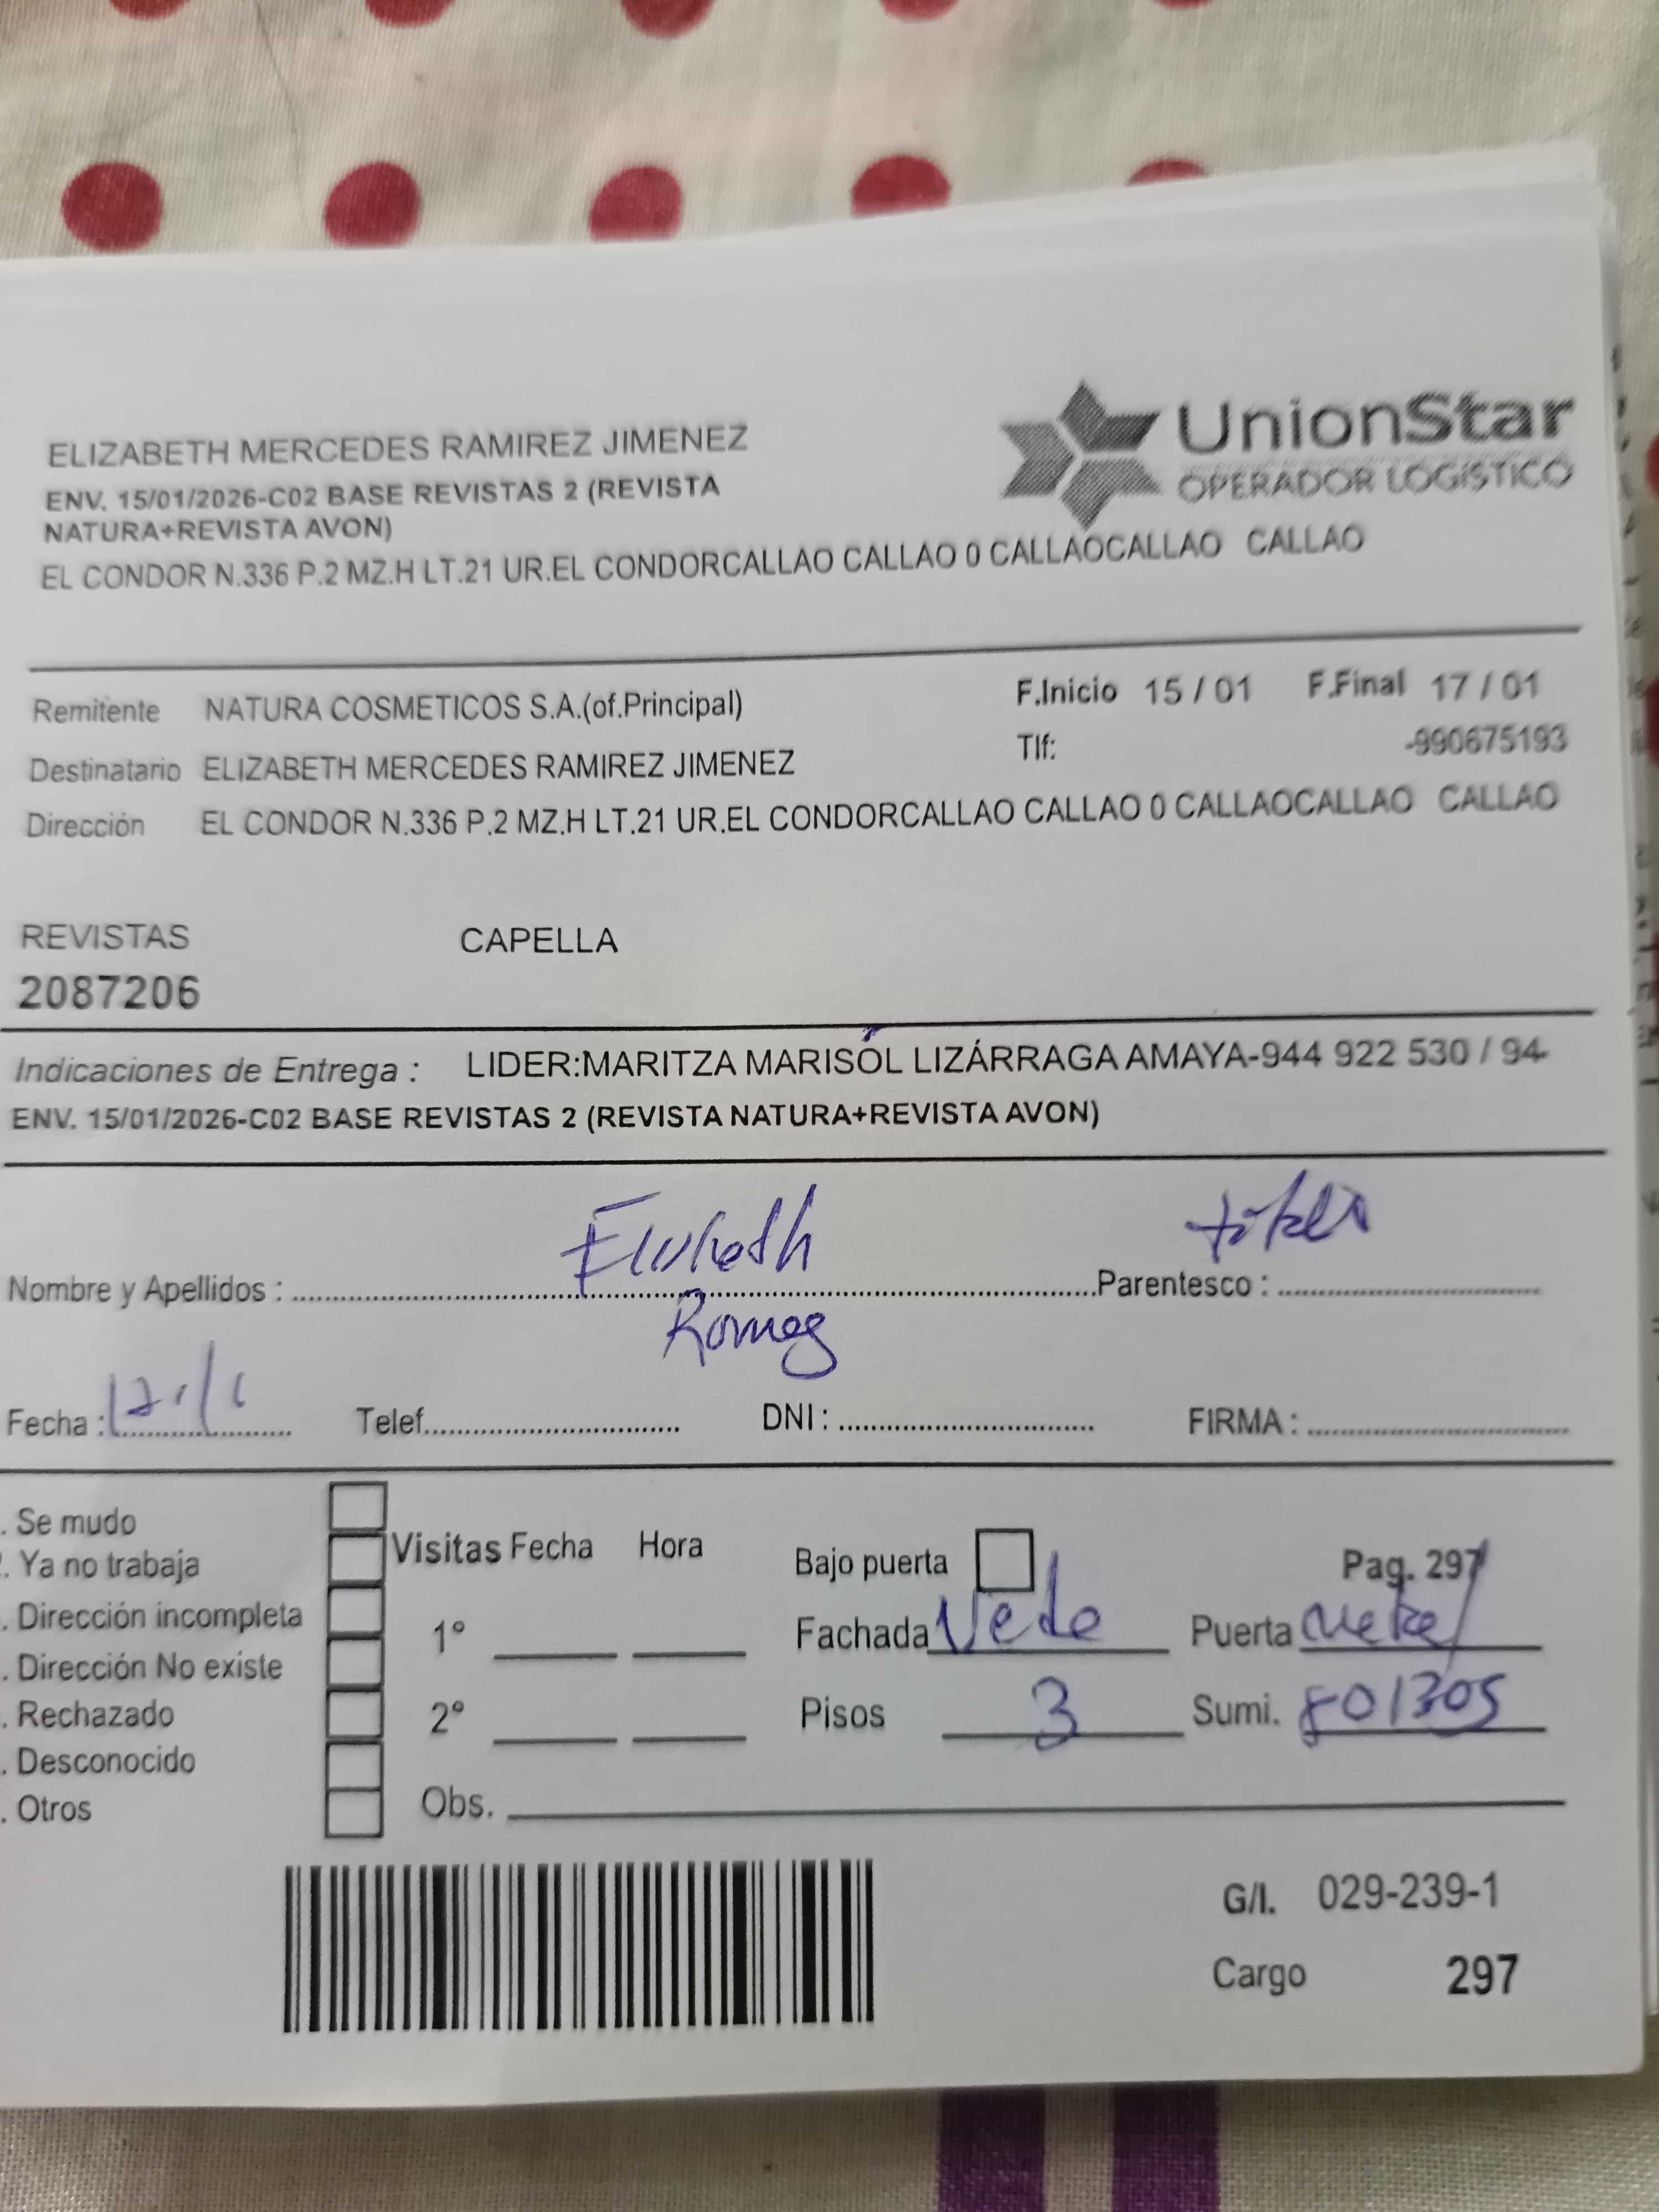 ELIZABETH MERCEDES RAMIREZ JIMENEZ
UnionStar
OPERADOR LOGÍSTICO
ENV. 15/01/2026-C02 BASE REVISTAS 2 (REVISTA
NATURA+REVISTA AVON)
EL CONDOR N.336 P.2 MZ.H LT.21 UR.EL CONDORCALLAO CALLAO 0 CALLAOCALLAO CALLAO
Remitente NATURA COSMETICOS S.A.(of.Principal) F.Inicio 15 / 01 F.Final 17 / 01
Destinatario ELIZABETH MERCEDES RAMIREZ JIMENEZ Tlf: -990675193
Dirección EL CONDOR N.336 P.2 MZ.H LT.21 UR.EL CONDORCALLAO CALLAO 0 CALLAOCALLAO CALLAO
REVISTAS CAPELLA
2087206
Indicaciones de Entrega : LIDER:MARITZA MARISOL LIZÁRRAGA AMAYA-944 922 530 / 94-
ENV. 15/01/2026-C02 BASE REVISTAS 2 (REVISTA NATURA+REVISTA AVON)
Nombre y Apellidos : Parentesco :
Fecha : Telef. DNI : FIRMA :
. Se mudo
. Ya no trabaja Visitas Fecha Hora Bajo puerta Pag. 297
. Dirección incompleta 1° Fachada Puerta
. Dirección No existe
. Rechazado 2° Pisos 3 Sumi. 801305
. Desconocido
. Otros Obs.
G/I. 029-239-1
Cargo 297